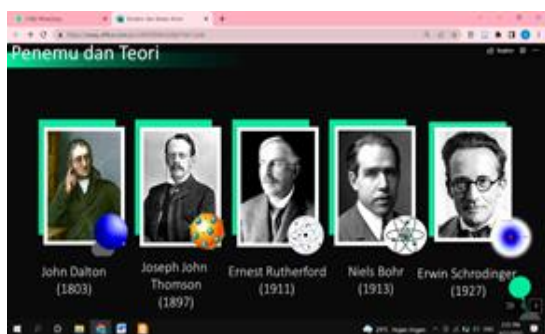 Penemu dan Teori
John Dalton
(1803)
Joseph John
Thomson
(1897)
Ernest Rutherford
(1911)
Niels Bohr
(1913)
Erwin Schrodinger
(1927)